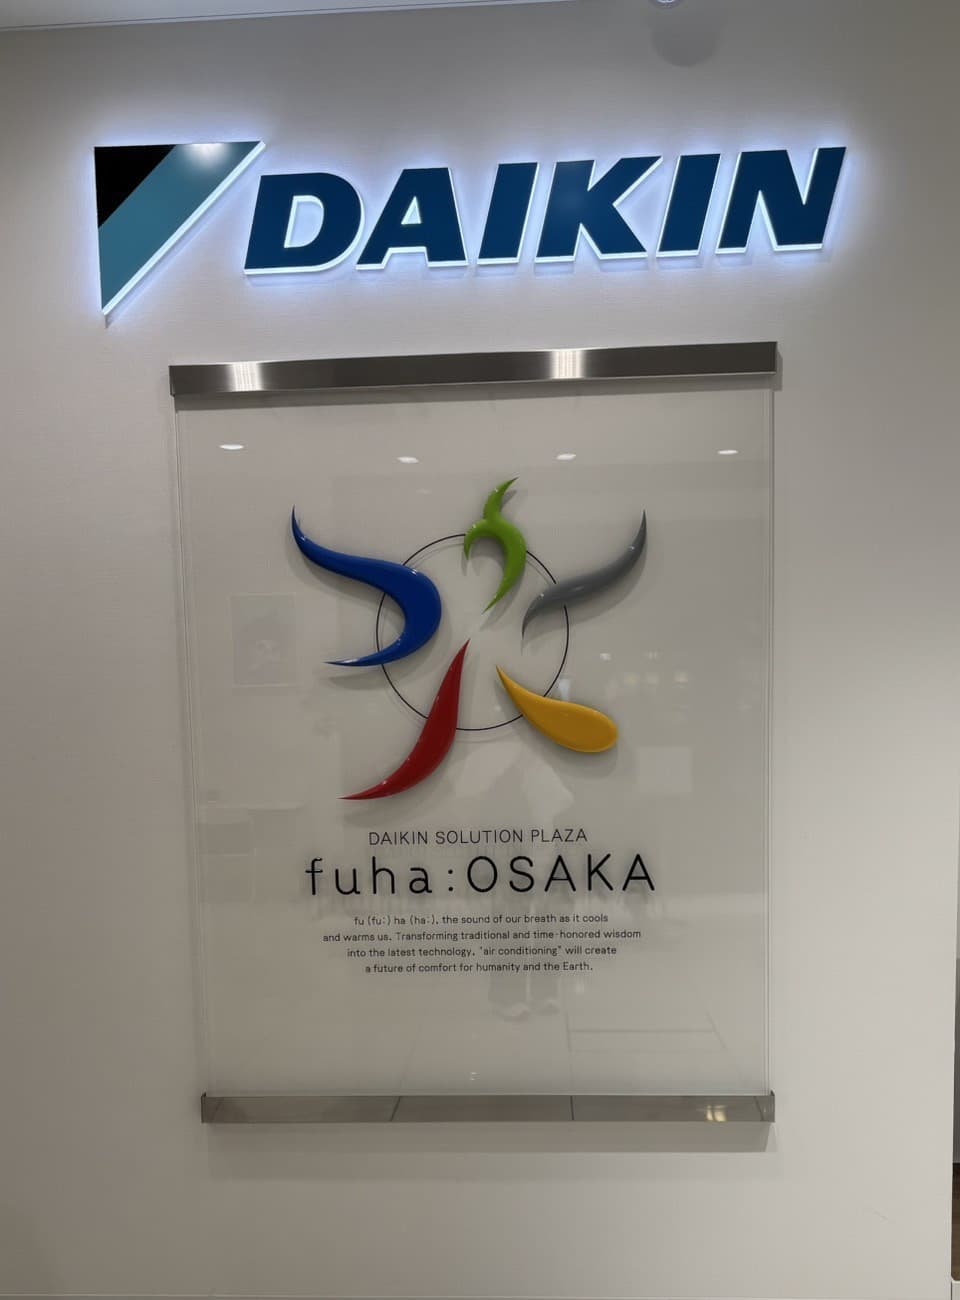 DAIKIN
DAIKIN SOLUTION PLAZA
fuha:OSAKA
fu (fu:) ha (ha:), the sound of our breath as it cools
and warms us. Transforming traditional and time-honored wisdom
into the latest technology, "air conditioning" will create
a future of comfort for humanity and the Earth.